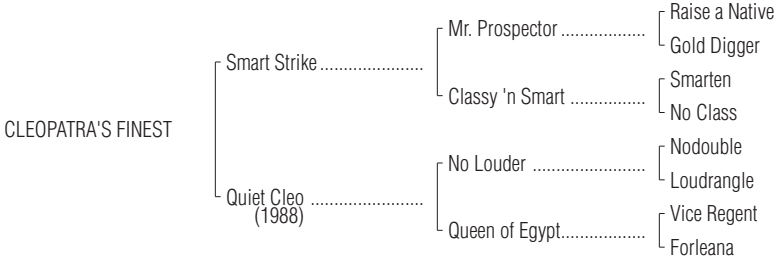 Raise a Native
Mr. Prospector ......................
Gold Digger
Smart Strike ......................
Smarten
Classy 'n Smart ................
No Class
CLEOPATRA'S FINEST
Nodouble
No Louder ........................
Loudrangle
Quiet Cleo ........................
(1988)
Vice Regent
Queen of Egypt..................
Forleana